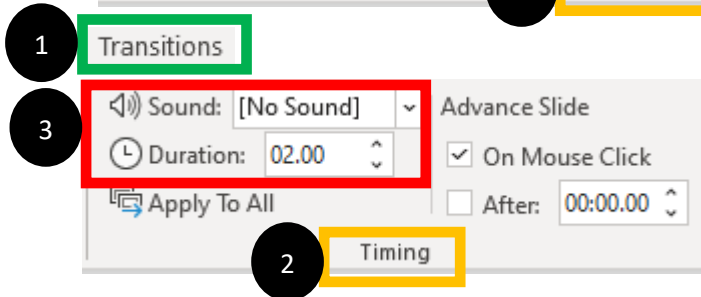 1 Transitions
3 Sound: [No Sound] Advance Slide
Duration: 02.00 On Mouse Click
Apply To All After: 00:00.00
2 Timing